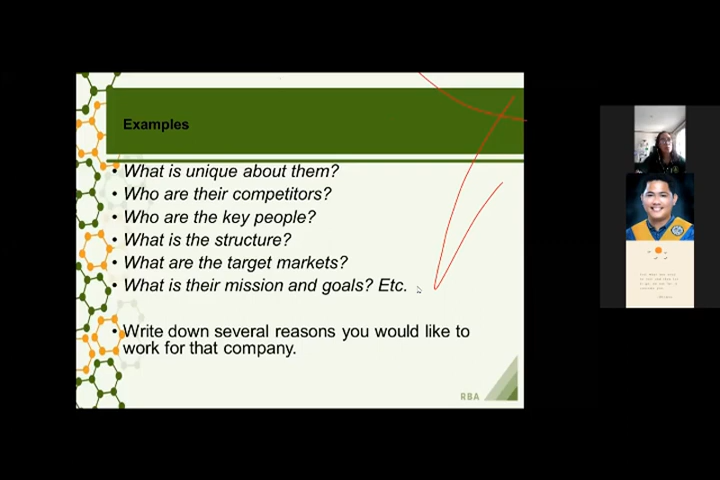 Examples
• What is unique about them?
• Who are their competitors?
• Who are the key people?
• What is the structure?
• What are the target markets?
• What is their mission and goals? Etc.
• Write down several reasons you would like to
work for that company.
RBA